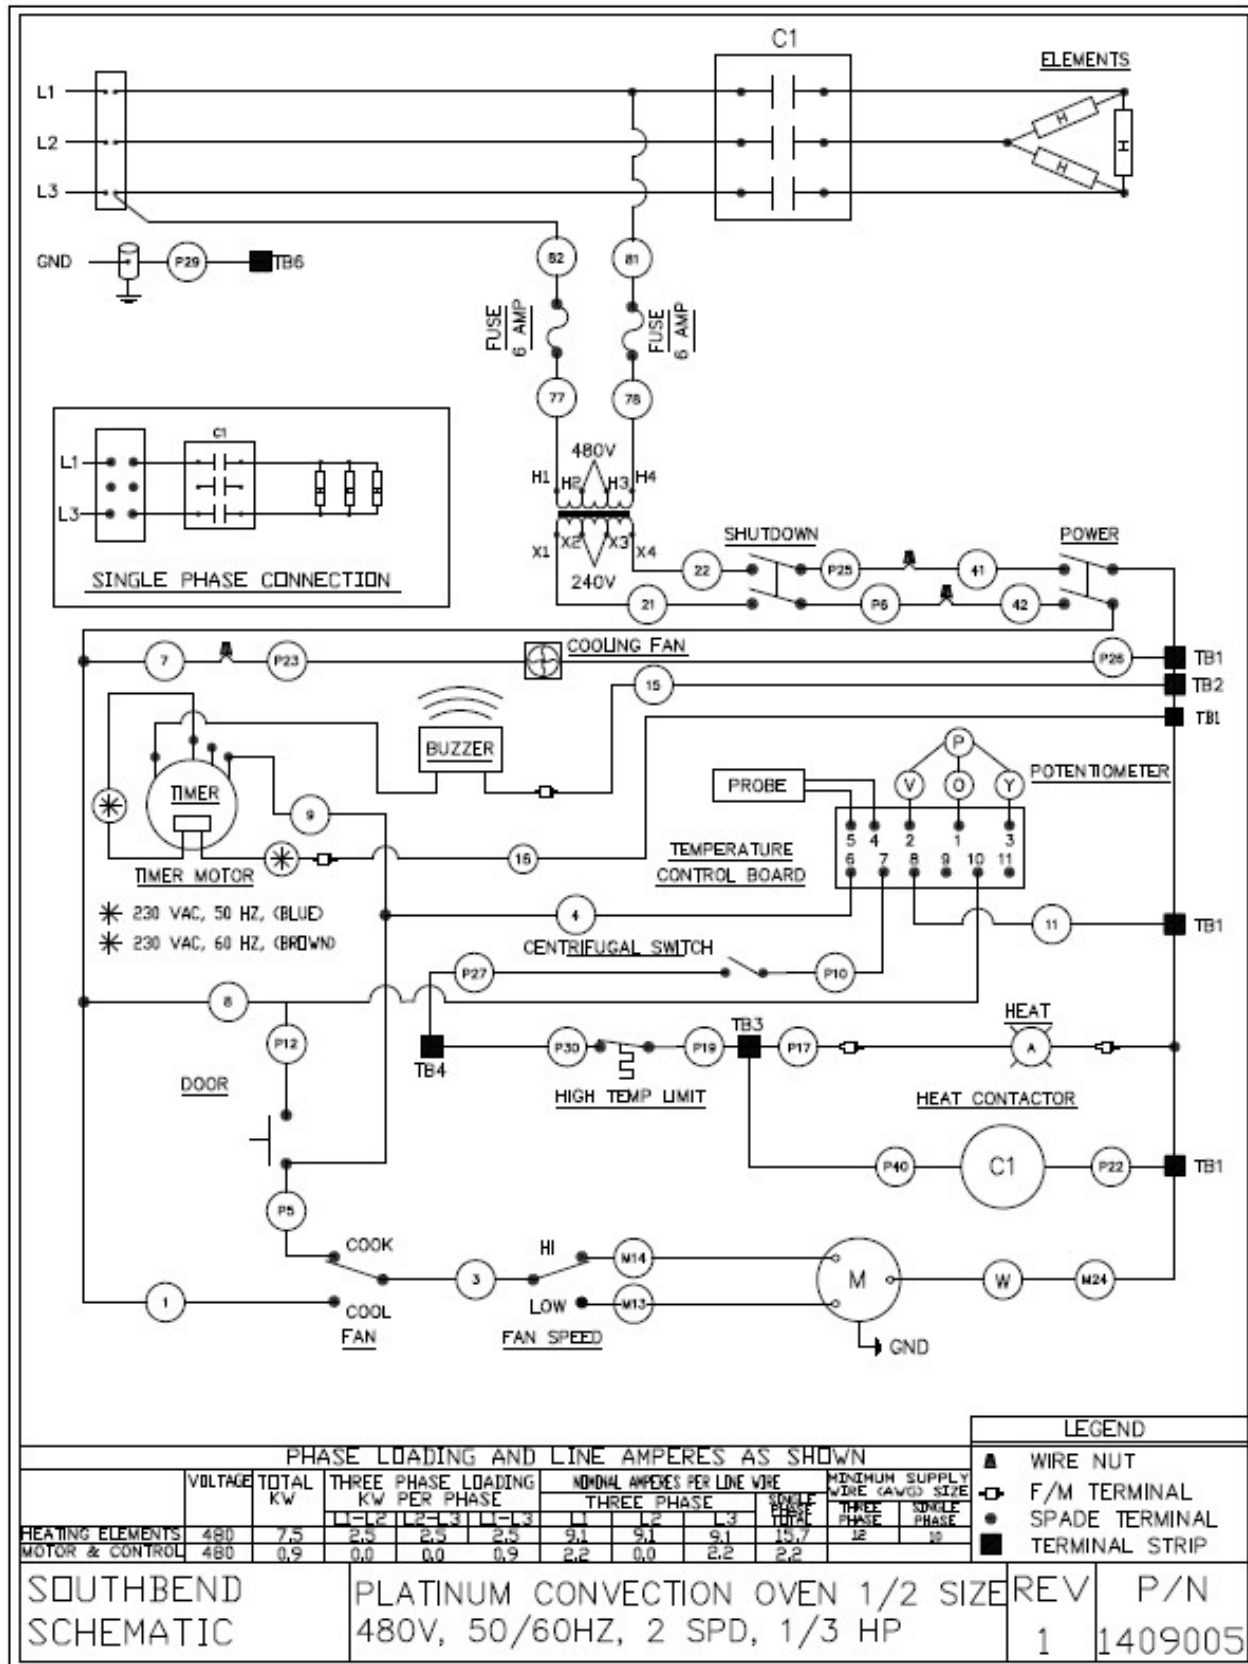 C1
ELEMENTS
L1
L2
L3
H
H
H
GND
P29
TB6
82
81
FUSE
6 AMP
FUSE
6 AMP
77
78
C1
L1
L3
SINGLE PHASE CONNECTION
480V
H1 H2 H3 H4
X1 X2 X3 X4
240V
SHUTDOWN
POWER
22
P25
41
21
P6
42
7
P23
COOLING FAN
P26
TB1
15
TB2
TB1
BUZZER
TIMER
9
TIMER MOTOR
16
230 VAC, 50 HZ, (BLUE)
230 VAC, 60 HZ, (BROWN)
PROBE
P
V O Y
POTENTIOMETER
5 4 2 1 3
6 7 8 9 10 11
TEMPERATURE
CONTROL BOARD
4
11
TB1
CENTRIFUGAL SWITCH
P27
P10
8
P12
DOOR
TB4
P30
P19
TB3
P17
HEAT
A
HIGH TEMP LIMIT
HEAT CONTACTOR
P40
C1
P22
TB1
P5
COOK
HI
M14
3
M
W
M24
1
COOL
LOW
M13
FAN
FAN SPEED
GND
LEGEND
WIRE NUT
F/M TERMINAL
SPADE TERMINAL
TERMINAL STRIP
PHASE LOADING AND LINE AMPERES AS SHOWN
VOLTAGE
TOTAL KW
THREE PHASE LOADING
KW PER PHASE
L1-L2 L2-L3 L1-L3
NOMINAL AMPERES PER LINE WIRE
THREE PHASE
L1 L2 L3
SINGLE PHASE TOTAL
MINIMUM SUPPLY
WIRE (AWG) SIZE
THREE PHASE
SINGLE PHASE
HEATING ELEMENTS 480 7.5 2.5 2.5 2.5 9.1 9.1 9.1 15.7 12 10
MOTOR & CONTROL 480 0.9 0.0 0.0 0.9 2.2 0.0 2.2 2.2
SOUTHBEND
SCHEMATIC
PLATINUM CONVECTION OVEN 1/2 SIZE
480V, 50/60HZ, 2 SPD, 1/3 HP
REV
1
P/N
1409005